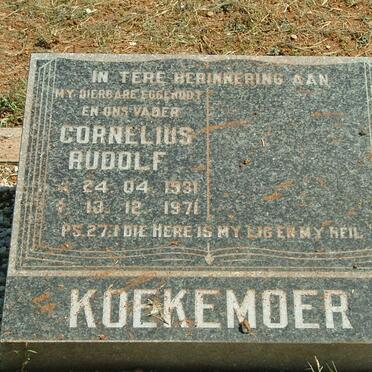 IN TERE HERINNERING AAN
MY DIERBARE EGGENOOT
EN ONS VADER
CORNELIUS
RUDOLF
* 24 04 1931
† 13 12 1971
PS.27:1 DIE HERE IS MY LIG EN MY HEIL
KOEKEMOER